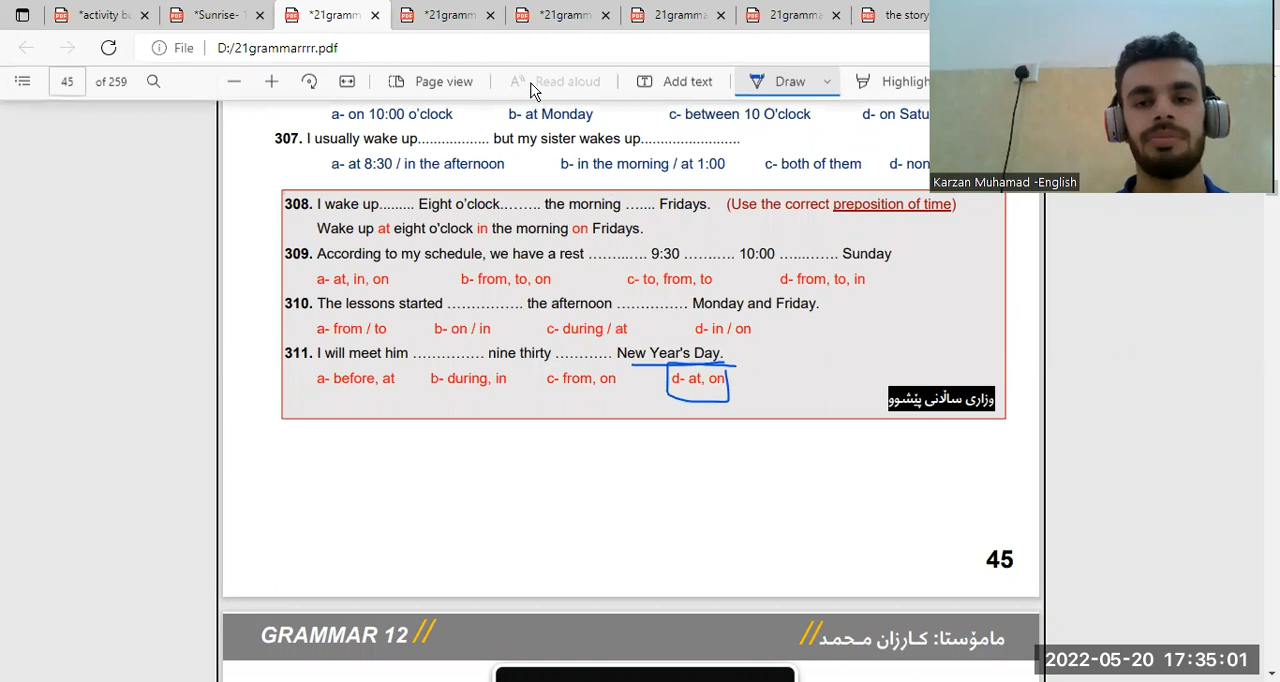 *activity b
*Sunrise- 1
*21gramm
*21gramm
*21gramm
21gramma
21gramma
the story
File D:/21grammarrrr.pdf
45 of 259 Page view Read aloud Add text Draw Highligh
a- on 10:00 o'clock b- at Monday c- between 10 O'clock d- on Satu
307. I usually wake up.................. but my sister wakes up.........................
a- at 8:30 / in the afternoon b- in the morning / at 1:00 c- both of them d- non
Karzan Muhamad -English
308. I wake up......... Eight o'clock......... the morning ....... Fridays. (Use the correct preposition of time)
Wake up at eight o'clock in the morning on Fridays.
309. According to my schedule, we have a rest .............. 9:30 ............ 10:00 ............. Sunday
a- at, in, on b- from, to, on c- to, from, to d- from, to, in
310. The lessons started ................ the afternoon .............. Monday and Friday.
a- from / to b- on / in c- during / at d- in / on
311. I will meet him ............... nine thirty ............ New Year's Day.
a- before, at b- during, in c- from, on d- at, on
وزاری ساڵانی پێشوو
45
GRAMMAR 12 // مامۆستا: کارزان محمد //
2022-05-20 17:35:01